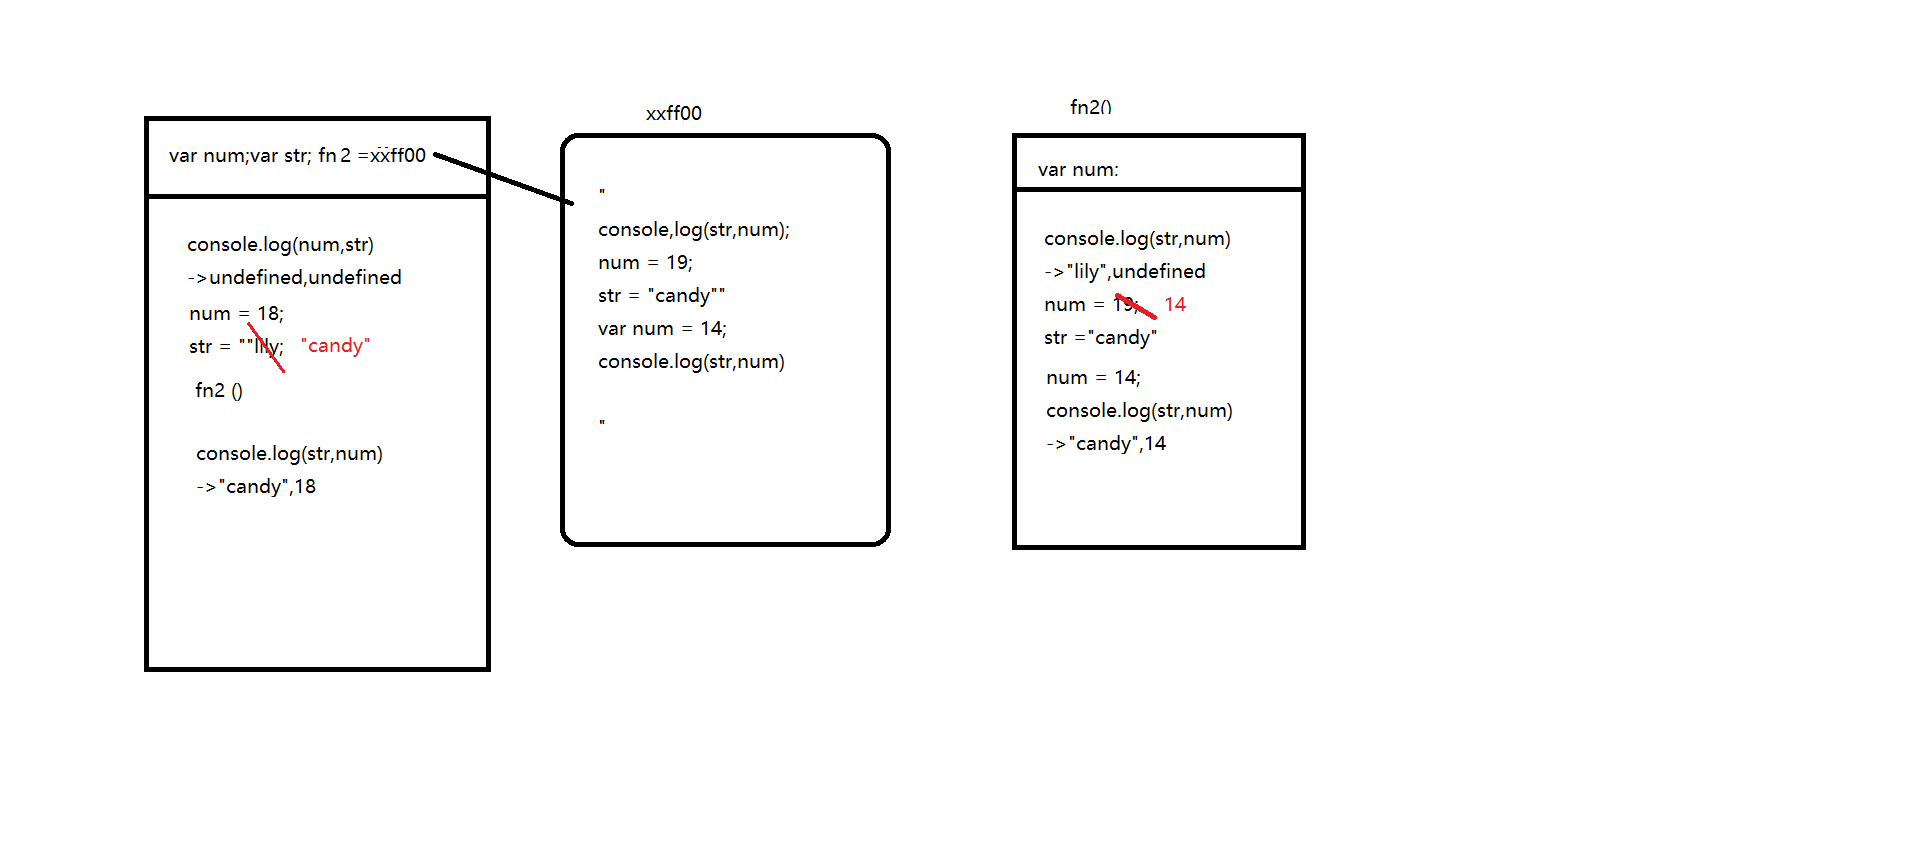 var num;var str; fn 2 =xxff00
console.log(num,str)
->undefined,undefined
num = 18;
str = ""lily; "candy"
fn2 ()
console.log(str,num)
->"candy",18
xxff00
"
console,log(str,num);
num = 19;
str = "candy""
var num = 14;
console.log(str,num)
"
fn2()
var num:
console.log(str,num)
->"lily",undefined
num = 19; 14
str ="candy"
num = 14;
console.log(str,num)
->"candy",14